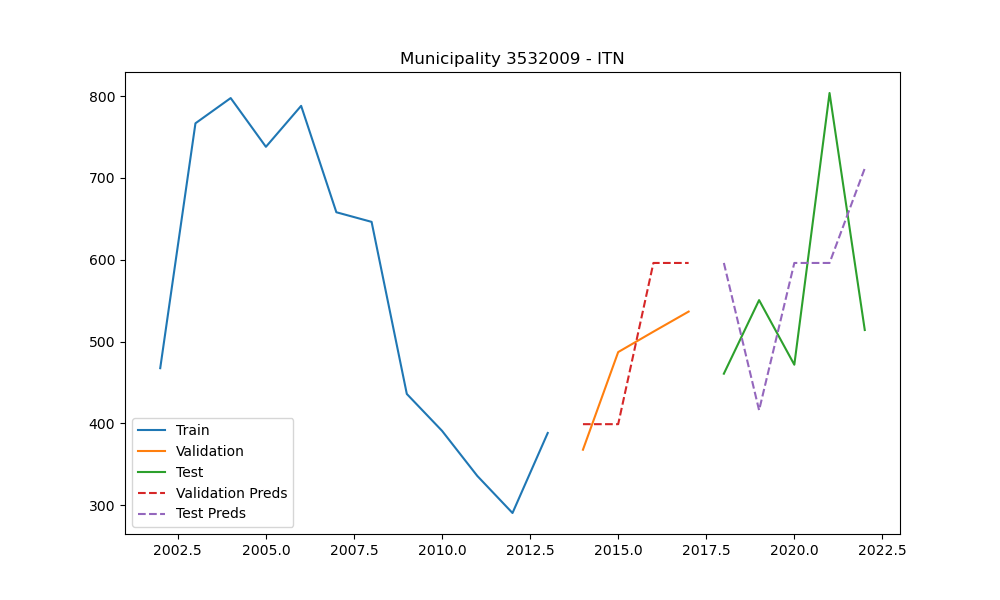 Municipality 3532009 - ITN
800
700
600
500
400
300
Train
Validation
Test
Validation Preds
Test Preds
2002.5 2005.0 2007.5 2010.0 2012.5 2015.0 2017.5 2020.0 2022.5